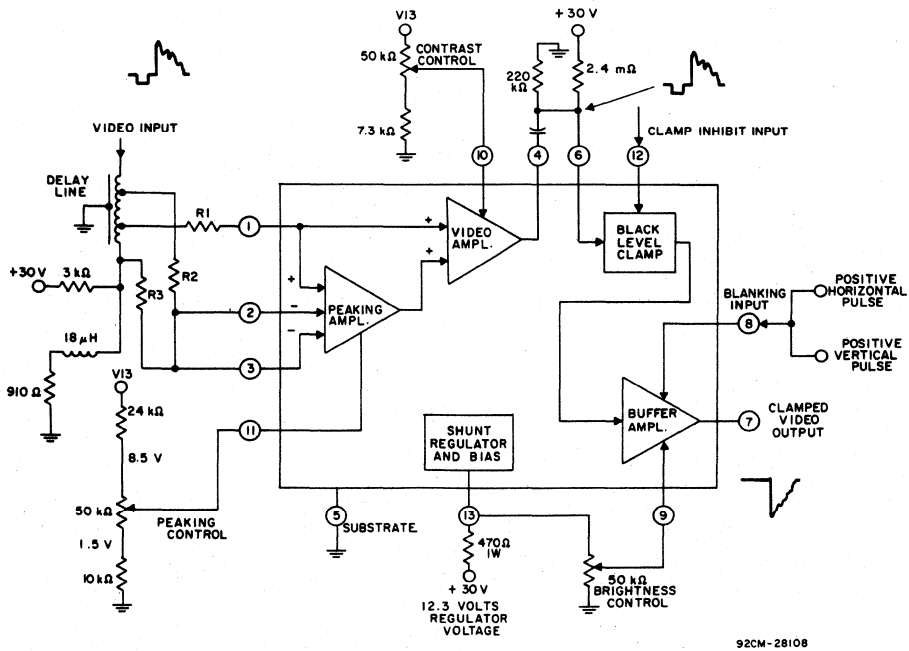 V13
+30 V
50 kΩ
CONTRAST
CONTROL
220
kΩ
2.4 mΩ
VIDEO INPUT
7.3 kΩ
CLAMP INHIBIT INPUT
10
4
6
12
DELAY
LINE
R1
1
+
VIDEO
AMPL.
+
BLACK
LEVEL
CLAMP
+30V
3 kΩ
R3
R2
+
2
-
PEAKING
AMPL.
-
3
18 μH
910 Ω
BLANKING
INPUT
8
POSITIVE
HORIZONTAL
PULSE
POSITIVE
VERTICAL
PULSE
V13
24 kΩ
8.5 V
11
50 kΩ
PEAKING
CONTROL
1.5 V
10kΩ
SHUNT
REGULATOR
AND BIAS
BUFFER
AMPL.
7
CLAMPED
VIDEO
OUTPUT
5
SUBSTRATE
13
9
470Ω
1W
+ 30V
12.3 VOLTS
REGULATOR
VOLTAGE
50 kΩ
BRIGHTNESS
CONTROL
92CM-28108